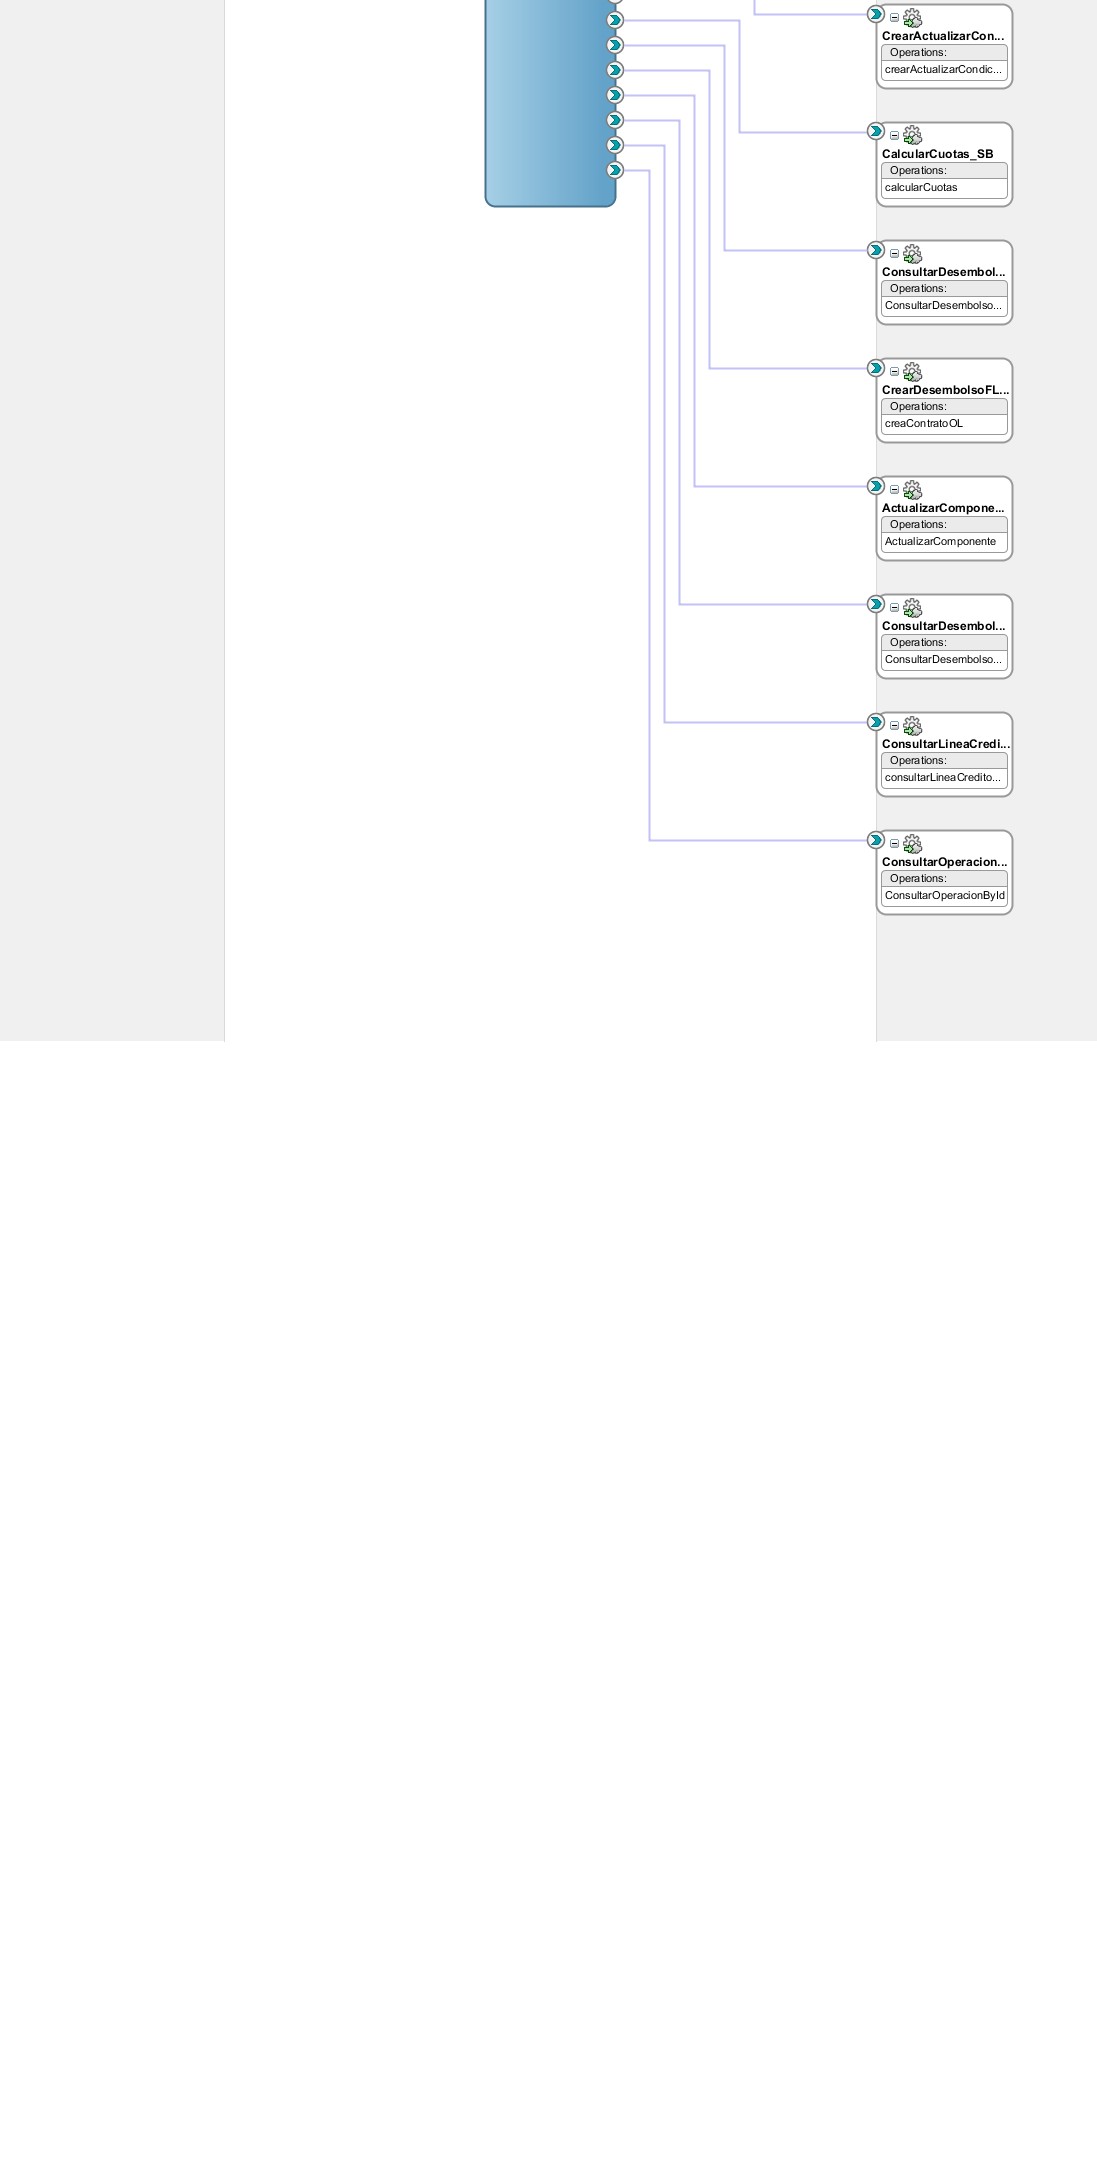 CrearActualizarCon...
Operations:
crearActualizarCondic...
CalcularCuotas_SB
Operations:
calcularCuotas
ConsultarDesembol...
Operations:
ConsultarDesembolso...
CrearDesembolsoFL...
Operations:
creaContratoOL
ActualizarCompone...
Operations:
ActualizarComponente
ConsultarDesembol...
Operations:
ConsultarDesembolso...
ConsultarLineaCredi...
Operations:
consultarLineaCredito...
ConsultarOperacion...
Operations:
ConsultarOperacionById